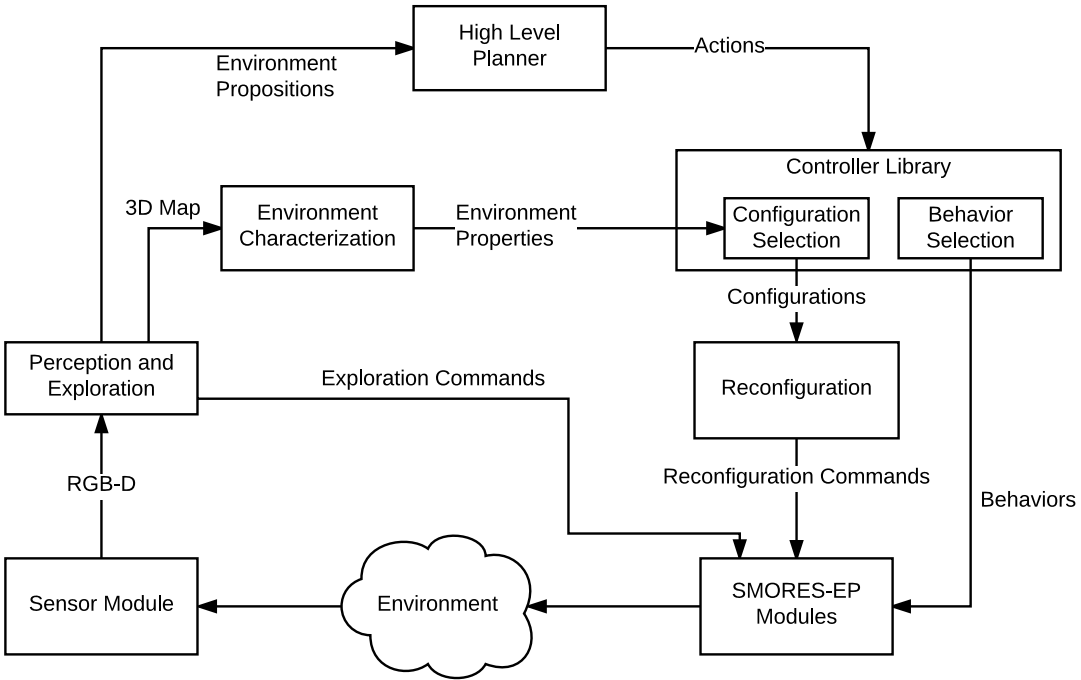 High Level
Planner
Actions
Environment
Propositions
Controller Library
3D Map
Environment
Characterization
Environment
Properties
Configuration
Selection
Behavior
Selection
Configurations
Perception and
Exploration
Exploration Commands
Reconfiguration
RGB-D
Reconfiguration Commands
Behaviors
Sensor Module
Environment
SMORES-EP
Modules